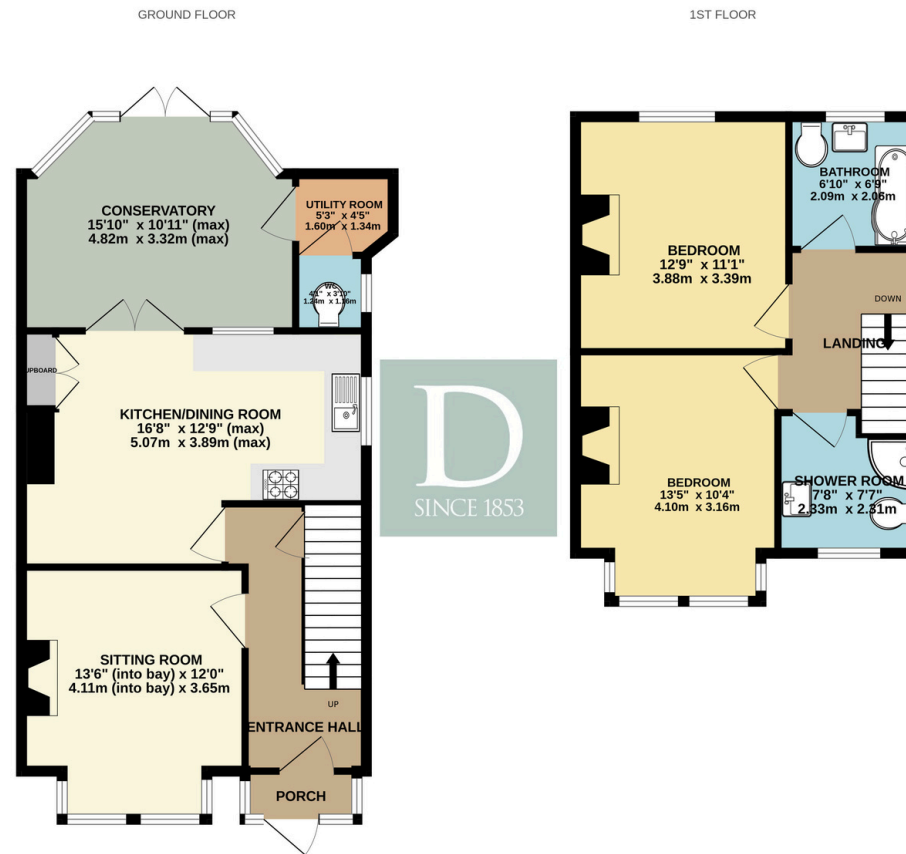 GROUND FLOOR
CONSERVATORY
15'10" x 10'11" (max)
4.82m x 3.32m (max)
UTILITY ROOM
5'3" x 4'5"
1.60m x 1.34m
WC
4'1" x 3'10"
1.24m x 1.16m
UPBOARD
KITCHEN/DINING ROOM
16'8" x 12'9" (max)
5.07m x 3.89m (max)
SITTING ROOM
13'6" (into bay) x 12'0"
4.11m (into bay) x 3.65m
UP
ENTRANCE HALL
PORCH
D
SINCE 1853
1ST FLOOR
BEDROOM
12'9" x 11'1"
3.88m x 3.39m
BATHROOM
6'10" x 6'9"
2.09m x 2.06m
DOWN
LANDING
BEDROOM
13'5" x 10'4"
4.10m x 3.16m
SHOWER ROOM
7'8" x 7'7"
2.33m x 2.31m